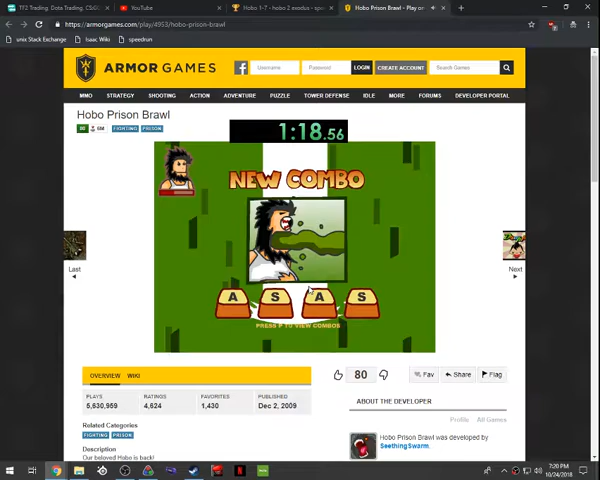 TF2 Trading, Dota Trading, CS:GO
YouTube
Hobo 1-7 - hobo 2 exodus - spe
Hobo Prison Brawl - Play on
https://armorgames.com/play/4953/hobo-prison-brawl
unix Stack Exchange
Isaac Wiki
speedrun
ARMOR GAMES
Username
Password
LOGIN
CREATE ACCOUNT
Search Games
MMO STRATEGY SHOOTING ACTION ADVENTURE PUZZLE TOWER DEFENSE IDLE MORE FORUMS DEVELOPER PORTAL
Hobo Prison Brawl
6M
FIGHTING PRISON
1:18.56
NEW COMBO
A S A S
PRESS P TO VIEW COMBOS
Last
Next
OVERVIEW WIKI
80
Fav
Share
Flag
PLAYS RATINGS FAVORITES PUBLISHED
5,630,959 4,624 1,430 Dec 2, 2009
ABOUT THE DEVELOPER
Profile All Games
Related Categories
FIGHTING PRISON
Hobo Prison Brawl was developed by
SeethingSwarm
Description
Our beloved Hobo Is back!
7:20 PM
10/24/2018